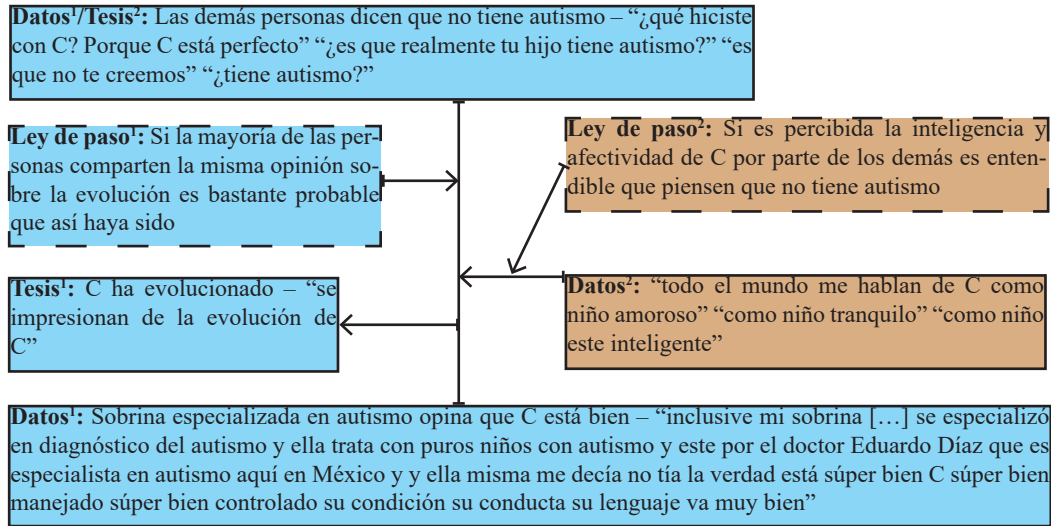 Datos¹/Tesis²: Las demás personas dicen que no tiene autismo – “¿qué hiciste
con C? Porque C está perfecto” “¿es que realmente tu hijo tiene autismo?” “es
que no te creemos” “¿tiene autismo?”
Ley de paso¹: Si la mayoría de las per-
sonas comparten la misma opinión so-
bre la evolución es bastante probable
que así haya sido
Ley de paso²: Si es percibida la inteligencia y
afectividad de C por parte de los demás es enten-
dible que piensen que no tiene autismo
Tesis¹: C ha evolucionado – “se
impresionan de la evolución de
C”
Datos²: “todo el mundo me hablan de C como
niño amoroso” “como niño tranquilo” “como niño
este inteligente”
Datos¹: Sobrina especializada en autismo opina que C está bien – “inclusive mi sobrina […] se especializó
en diagnóstico del autismo y ella trata con puros niños con autismo y este por el doctor Eduardo Díaz que es
especialista en autismo aquí en México y y ella misma me decía no tía la verdad está súper bien C súper bien
manejado súper bien controlado su condición su conducta su lenguaje va muy bien”